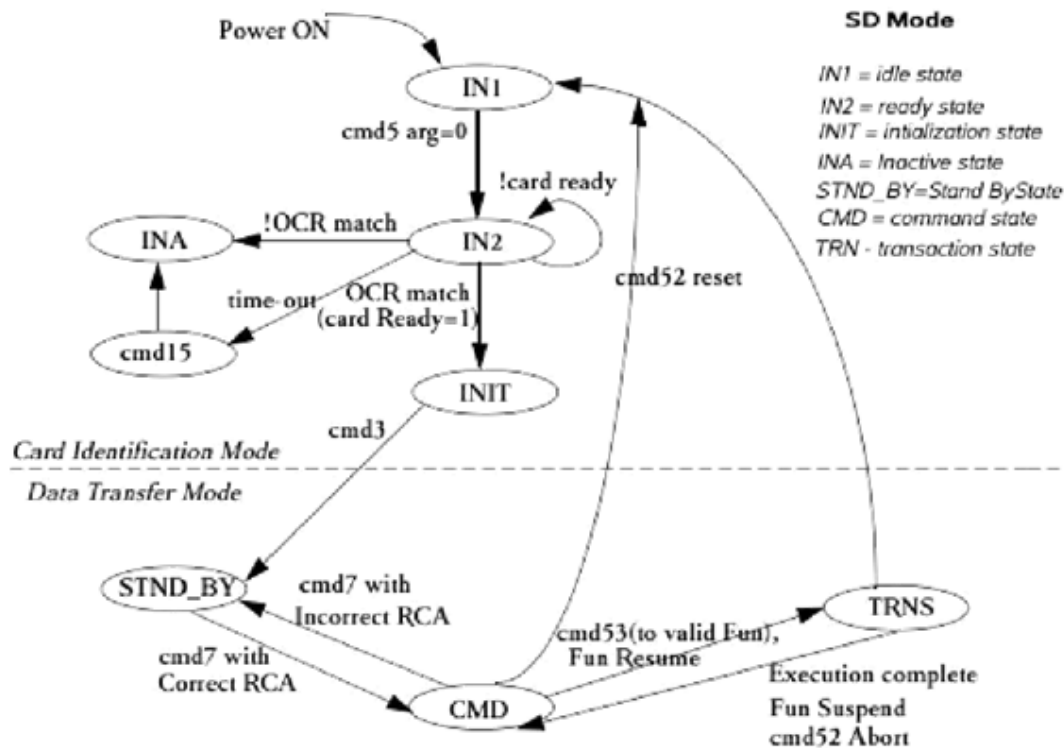 SD Mode
Power ON
IN1 = idle state
IN1
IN2 = ready state
INIT = intialization state
cmd5 arg=0
INA = Inactive state
!card ready
STND_BY=Stand ByState
CMD = command state
INA
!OCR match
IN2
TRN - transaction state
cmd52 reset
time-out
OCR match
(card Ready=1)
cmd15
INIT
cmd3
Card Identification Mode
Data Transfer Mode
STND_BY
cmd7 with
Incorrect RCA
TRNS
cmd53(to valid Fun),
Fun Resume
cmd7 with
Correct RCA
CMD
Execution complete
Fun Suspend
cmd52 Abort